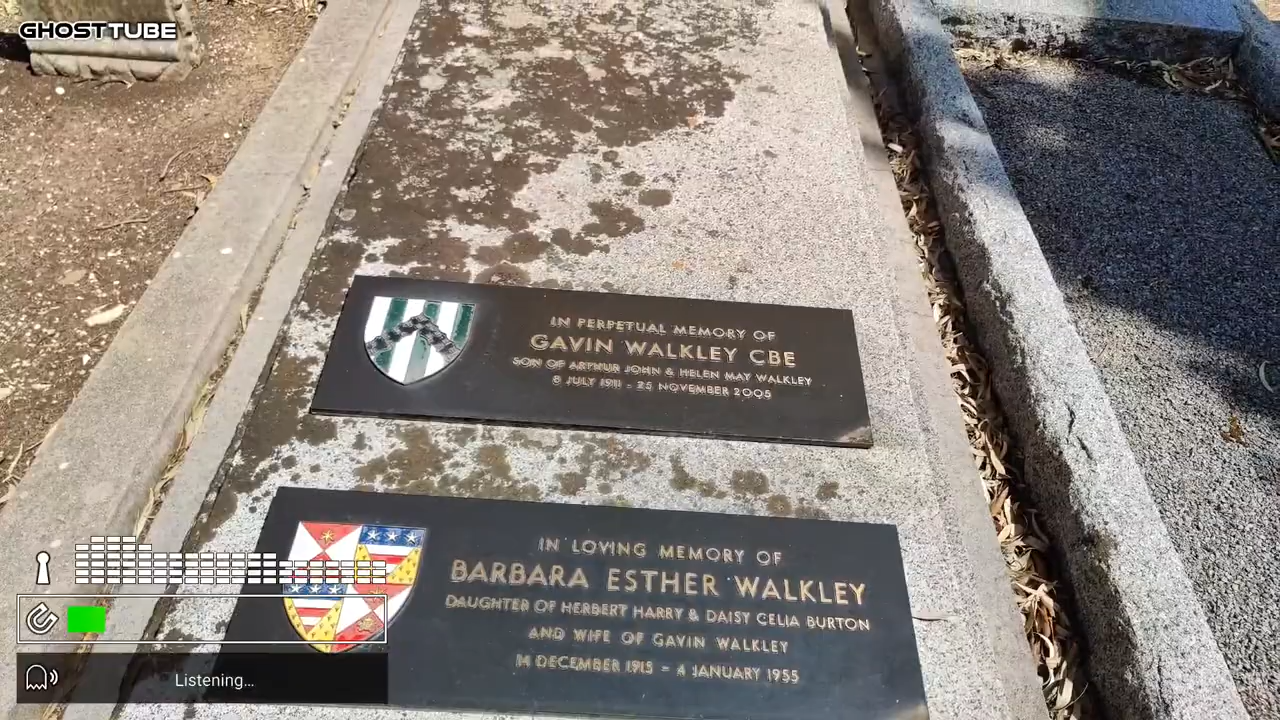 GHOSTTUBE
IN PERPETUAL MEMORY OF
GAVIN WALKLEY CBE
SON OF ARTHUR JOHN & HELEN MAY WALKLEY
8 JULY 1911 - 25 NOVEMBER 2005
IN LOVING MEMORY OF
BARBARA ESTHER WALKLEY
DAUGHTER OF HERBERT HARRY & DAISY CELIA BURTON
AND WIFE OF GAVIN WALKLEY
14 DECEMBER 1915 - 4 JANUARY 1955
Listening...